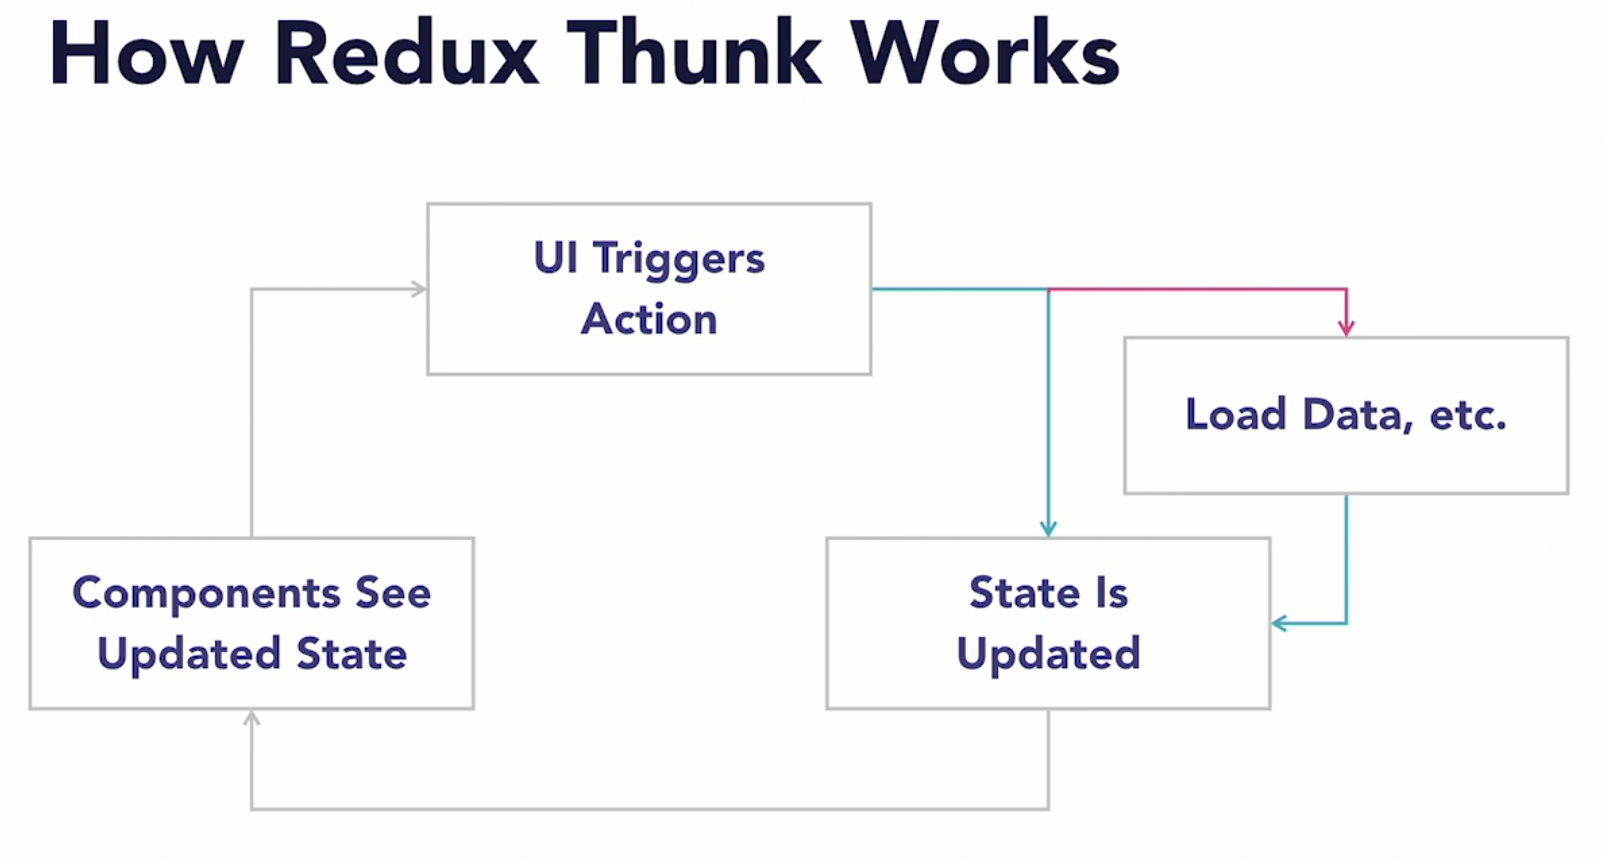 How Redux Thunk Works
UI Triggers
Action
Load Data, etc.
Components See
Updated State
State Is
Updated